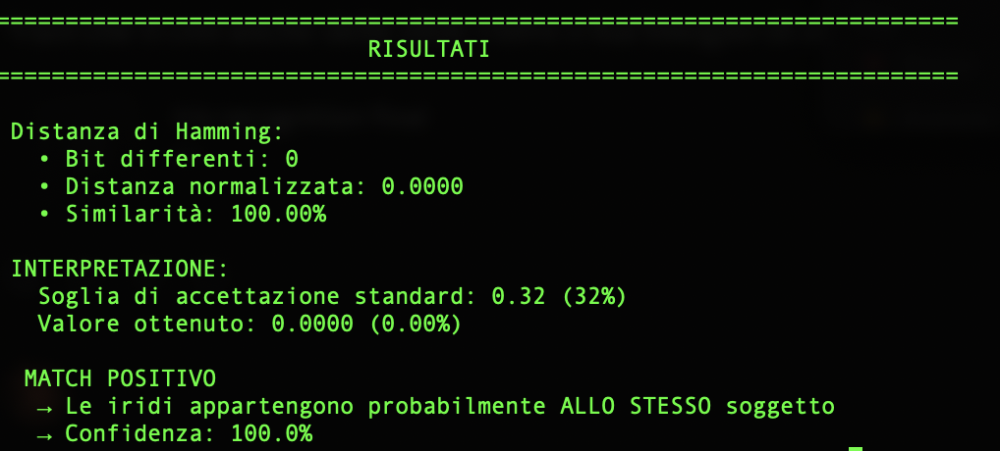 ======================================================================
RISULTATI
======================================================================
Distanza di Hamming:
• Bit differenti: 0
• Distanza normalizzata: 0.0000
• Similarità: 100.00%
INTERPRETAZIONE:
Soglia di accettazione standard: 0.32 (32%)
Valore ottenuto: 0.0000 (0.00%)
MATCH POSITIVO
→ Le iridi appartengono probabilmente ALLO STESSO soggetto
→ Confidenza: 100.0%